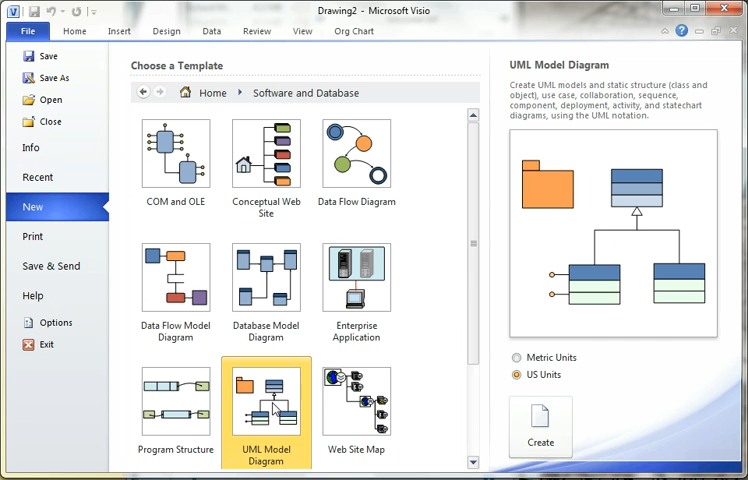 Drawing2 - Microsoft Visio
File Home Insert Design Data Review View Org Chart
Save
Save As
Open
Close
Info
Recent
New
Print
Save & Send
Help
Options
Exit
Choose a Template
Home Software and Database
COM and OLE
Conceptual Web
Site
Data Flow Diagram
Data Flow Model
Diagram
Database Model
Diagram
Enterprise
Application
Program Structure
UML Model
Diagram
Web Site Map
UML Model Diagram
Create UML models and static structure (class and
object), use case, collaboration, sequence,
component, deployment, activity, and statechart
diagrams, using the UML notation.
Metric Units
US Units
Create